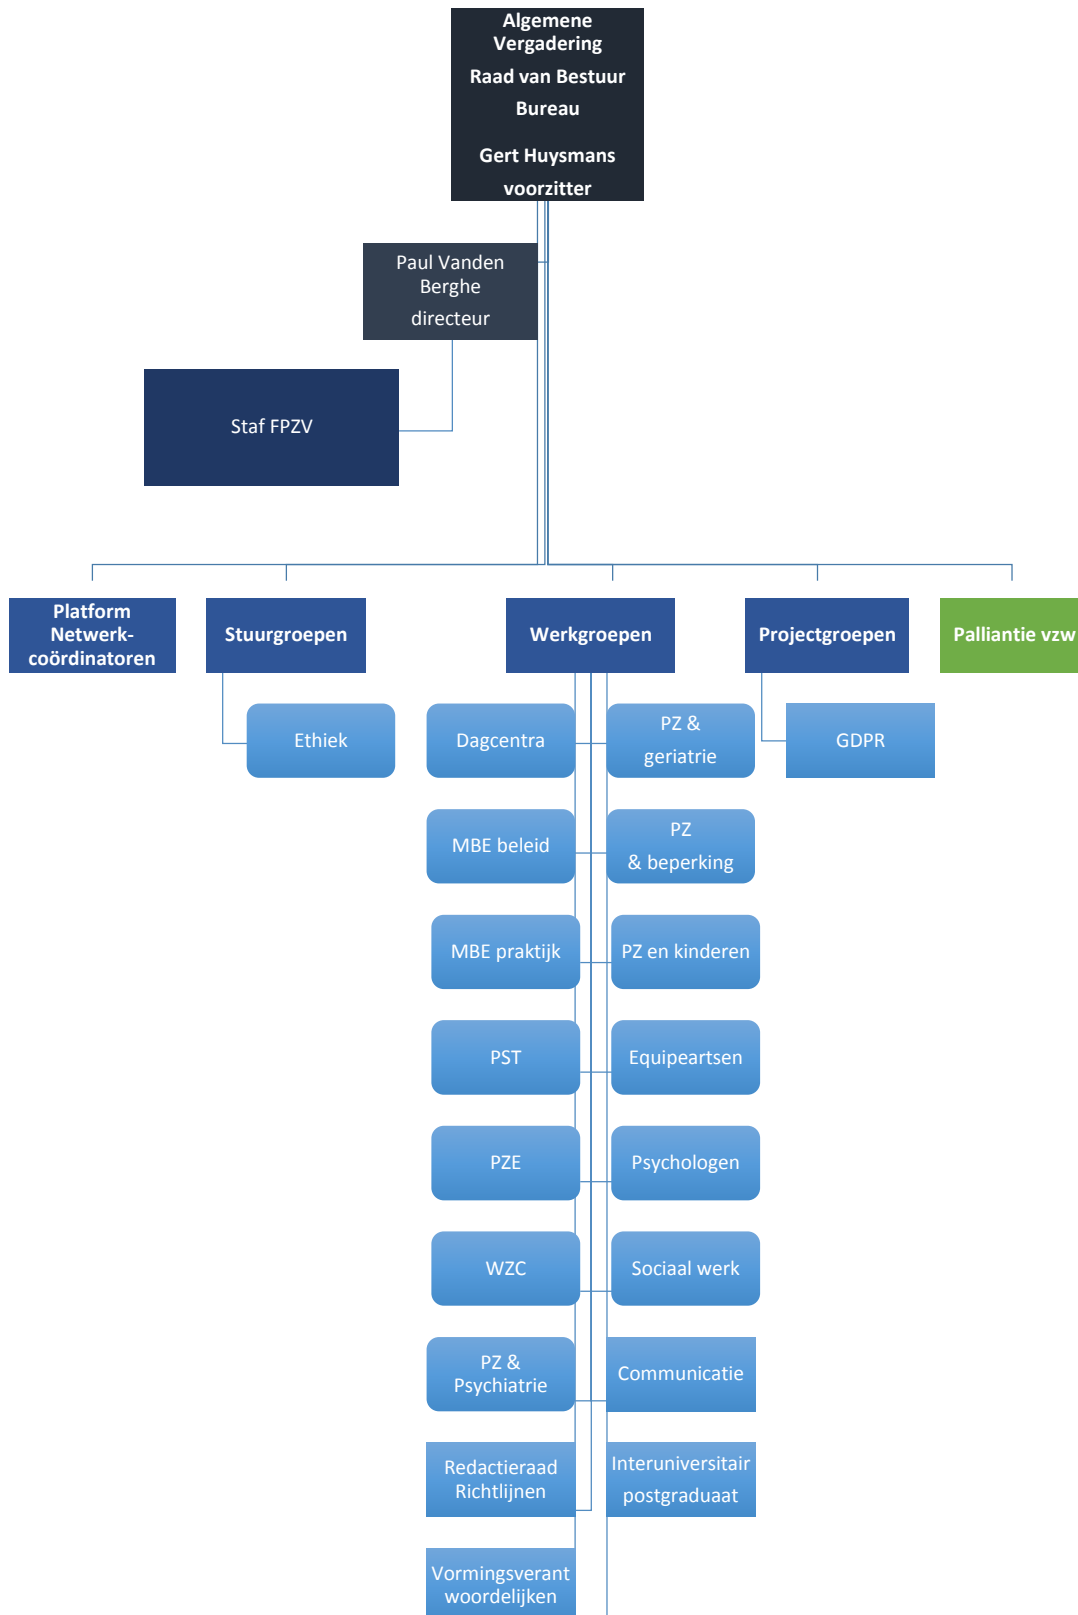 Algemene
Vergadering
Raad van Bestuur
Bureau
Gert Huysmans
voorzitter
Paul Vanden
Berghe
directeur
Staf FPZV
Platform
Netwerk-
coördinatoren
Stuurgroepen
Werkgroepen
Projectgroepen
Palliantie vzw
Ethiek
Dagcentra
PZ &
geriatrie
GDPR
MBE beleid
PZ
& beperking
MBE praktijk
PZ en kinderen
PST
Equipeartsen
PZE
Psychologen
WZC
Sociaal werk
PZ &
Psychiatrie
Communicatie
Redactieraad
Richtlijnen
Interuniversitair
postgraduaat
Vormingsverant
woordelijken